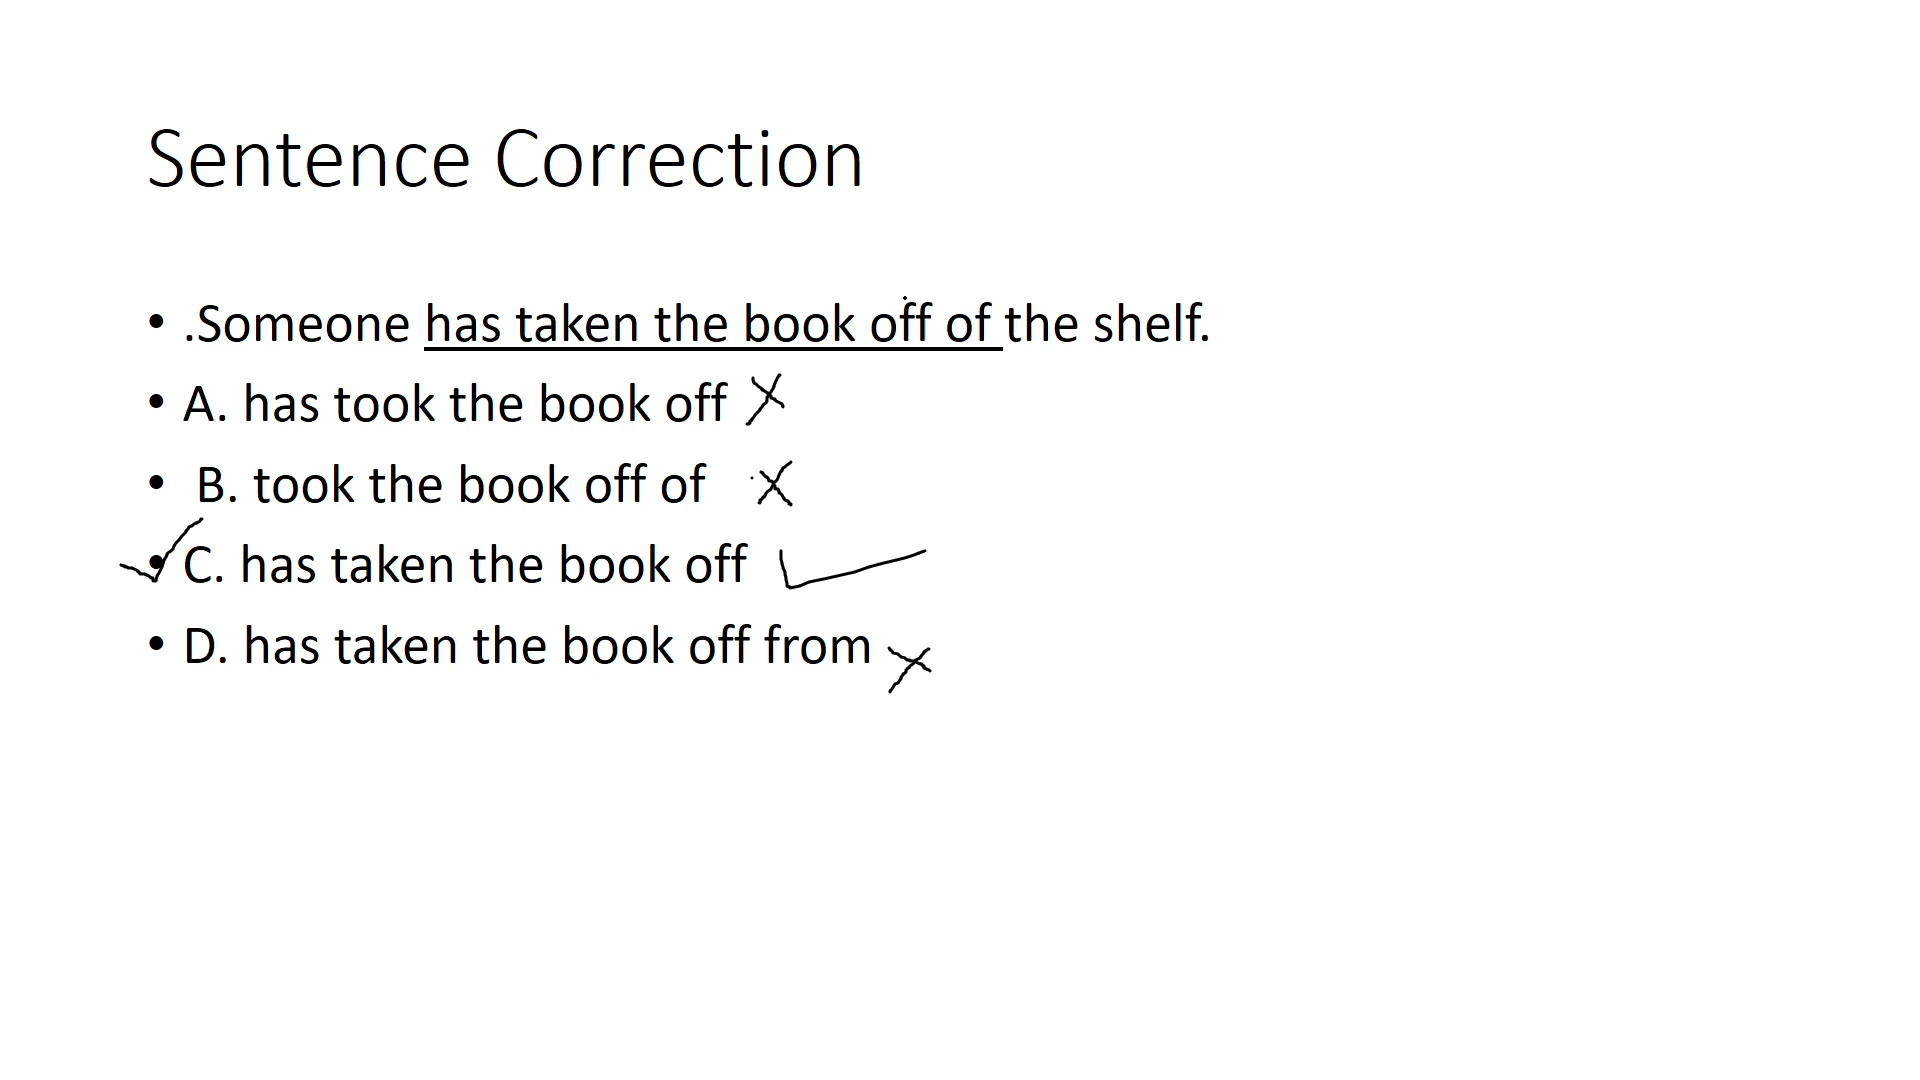 Sentence Correction
• .Someone has taken the book off of the shelf.
• A. has took the book off
• B. took the book off of
• C. has taken the book off
• D. has taken the book off from